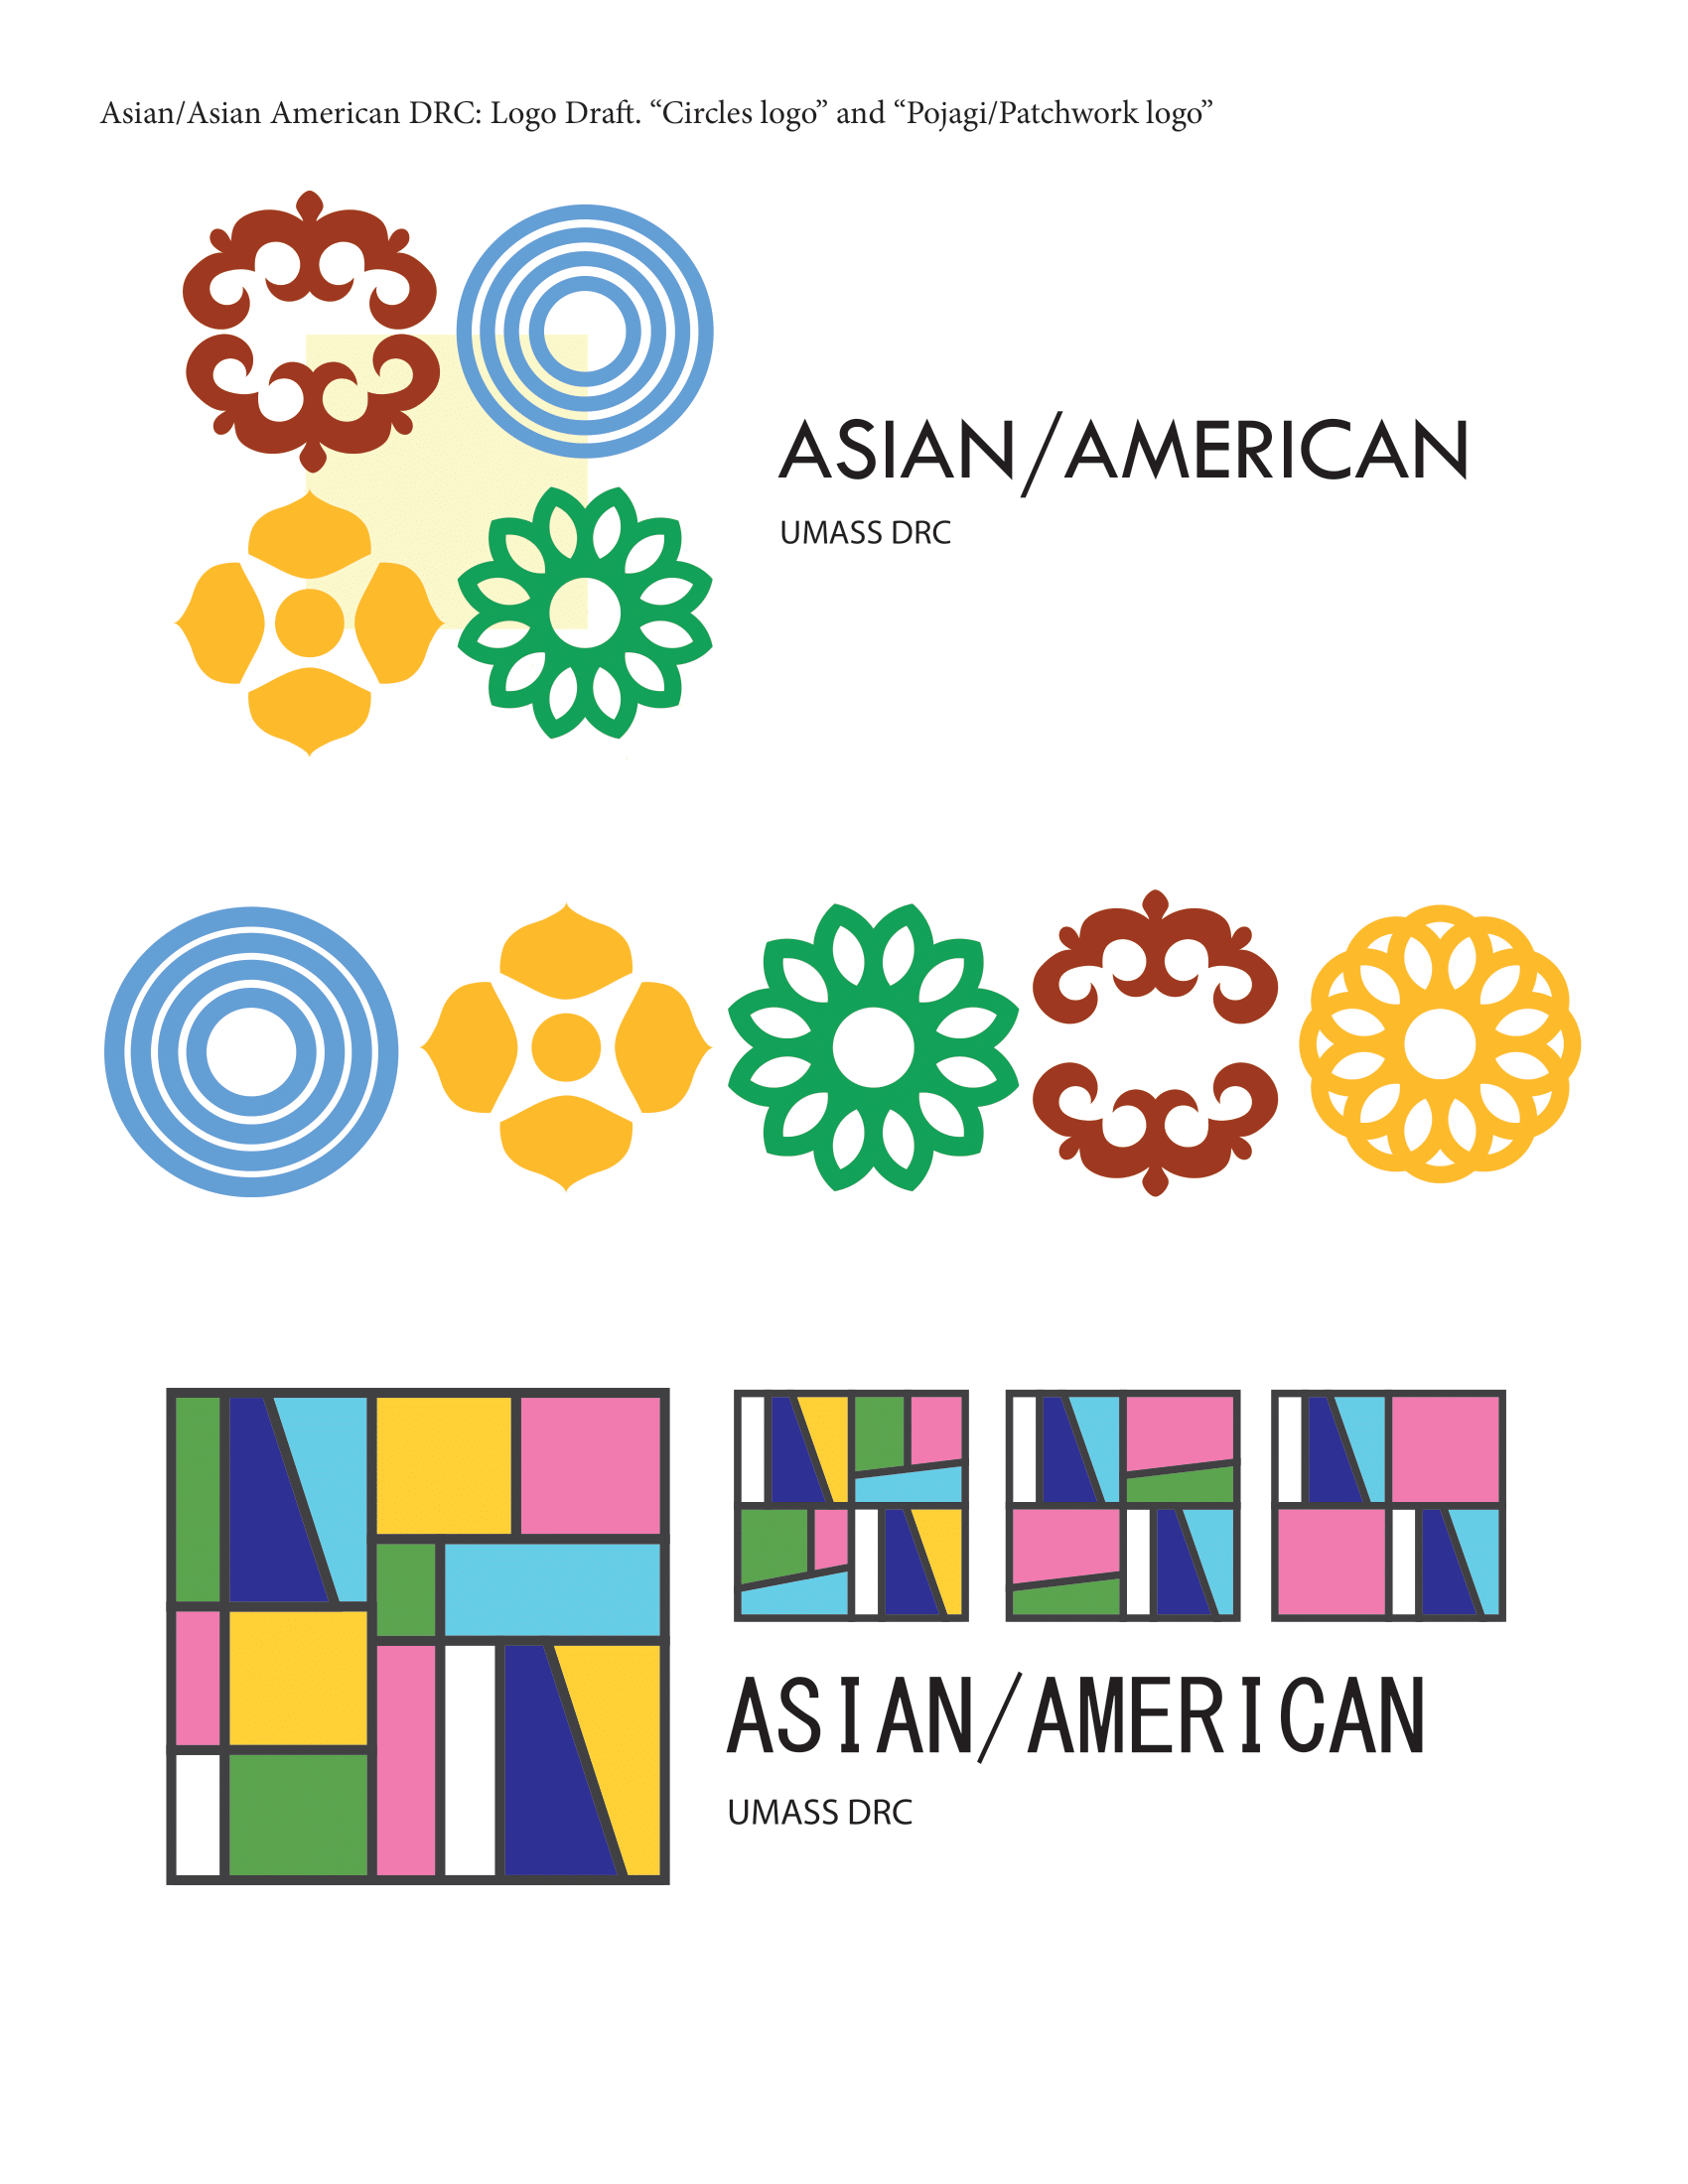 Asian/Asian American DRC: Logo Draft. “Circles logo” and “Pojagi/Patchwork logo”
ASIAN/AMERICAN
UMASS DRC
ASIAN/AMERICAN
UMASS DRC